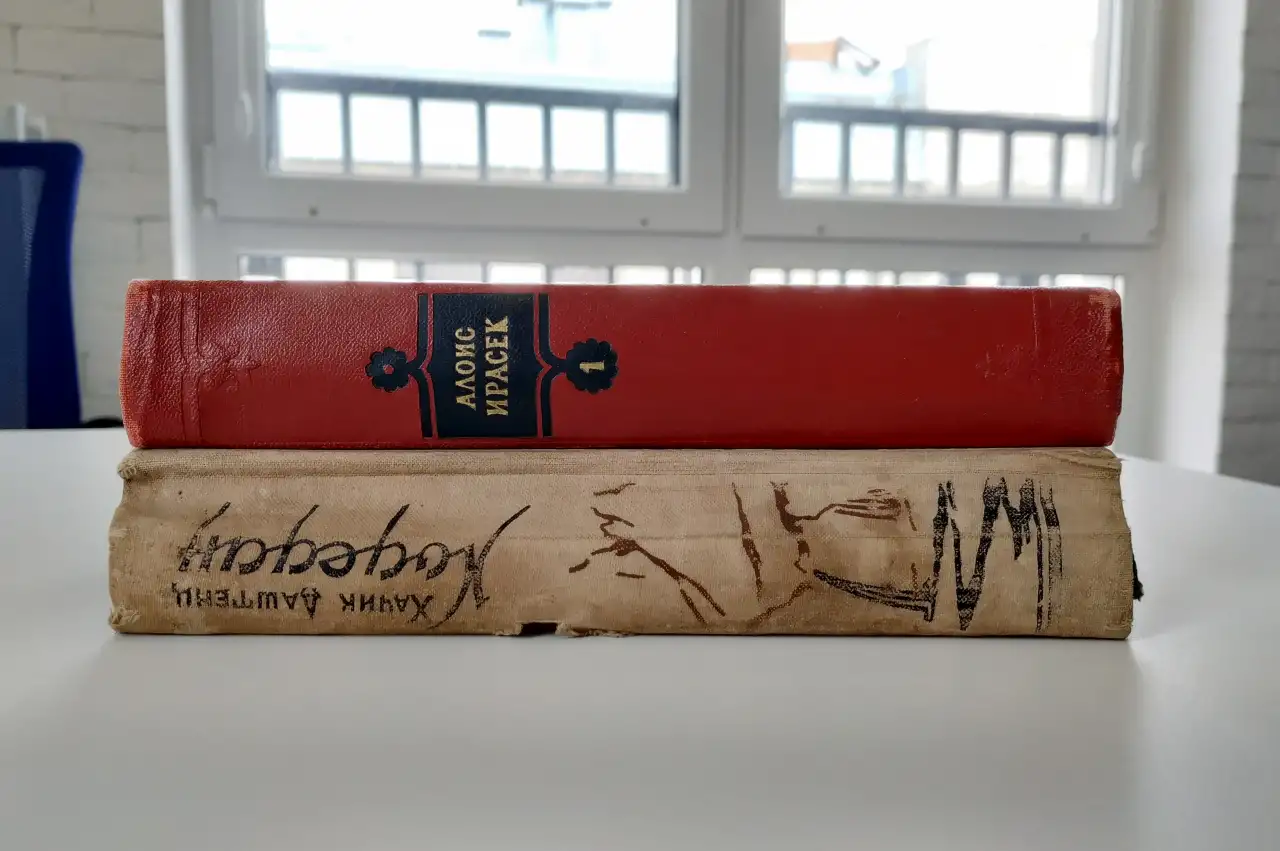 АЛОИС
ИРАСЕК
1
ХАЧИК ДАШТЕНЦ
Ходедан